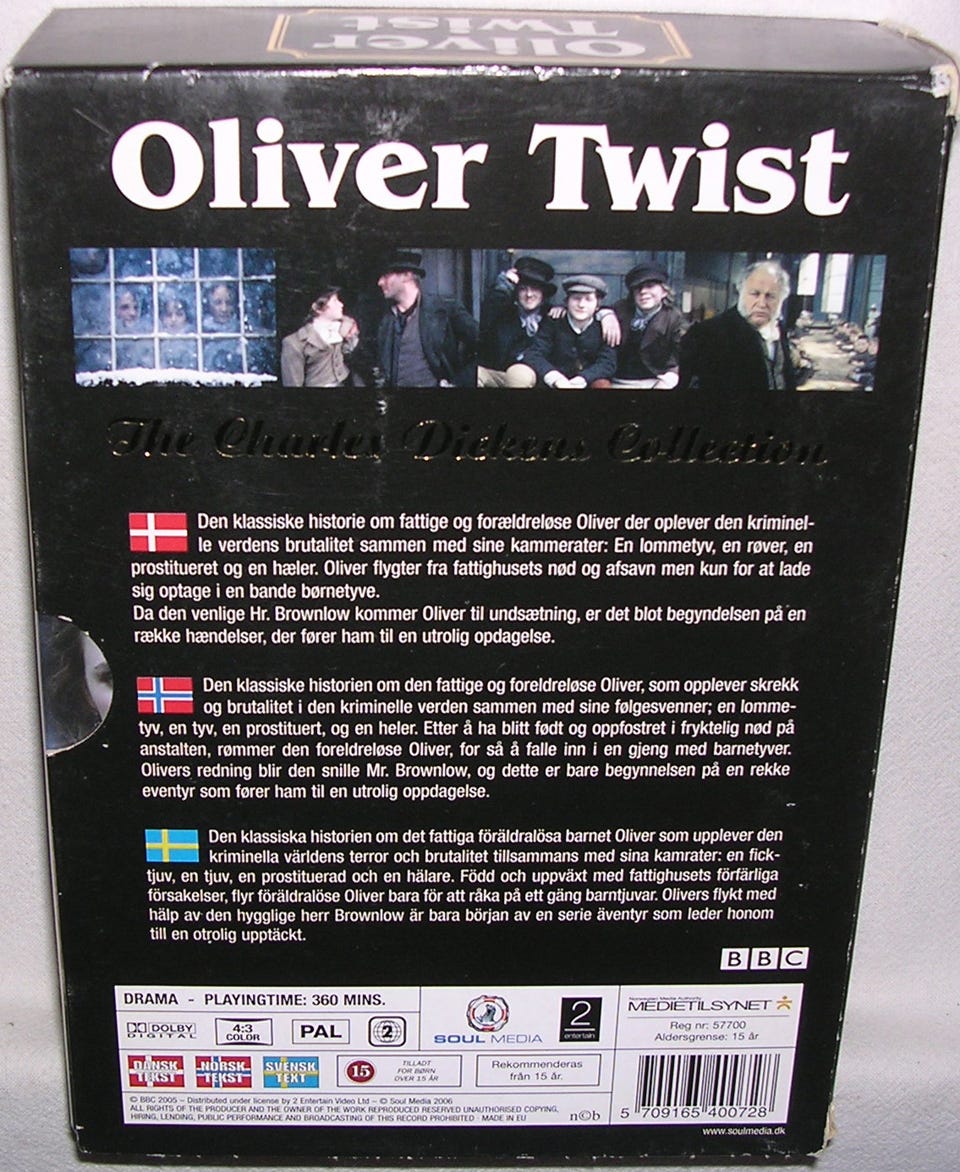 Oliver
Twist
Oliver Twist
The Charles Dickens Collection
Den klassiske historie om fattige og forældreløse Oliver der oplever den kriminel-
le verdens brutalitet sammen med sine kammerater: En lommetyv, en røver, en
prostitueret og en hæler. Oliver flygter fra fattighusets nød og afsavn men kun for at lade
sig optage i en bande børnetyve.
Da den venlige Hr. Brownlow kommer Oliver til undsætning, er det blot begyndelsen på en
række hændelser, der fører ham til en utrolig opdagelse.
Den klassiske historien om den fattige og foreldreløse Oliver, som opplever skrekk
og brutalitet i den kriminelle verden sammen med sine følgesvenner; en lomme-
tyv, en tyv, en prostituert, og en heler. Etter å ha blitt født og oppfostret i fryktelig nød på
anstalten, rømmer den foreldreløse Oliver, for så å falle inn i en gjeng med barnetyver.
Olivers redning blir den snille Mr. Brownlow, og dette er bare begynnelsen på en rekke
eventyr som fører ham til en utrolig oppdagelse.
Den klassiska historien om det fattiga föräldralösa barnet Oliver som upplever den
kriminella världens terror och brutalitet tillsammans med sina kamrater: en fick-
tjuv, en tjuv, en prostituerad och en hälare. Född och uppväxt med fattighusets förfärliga
försakelser, flyr föräldralöse Oliver bara för att råka på ett gäng barntjuvar. Olivers flykt med
hjälp av den hygglige herr Brownlow är bara början av en serie äventyr som leder honom
till en otrolig upptäckt.
BBC
DRAMA - PLAYINGTIME: 360 MINS.
DOLBY
DIGITAL
4:3
COLOR
PAL
2
SOUL MEDIA
2
entertain
Norwegian Media Authority
MEDIETILSYNET
Reg nr: 57700
Aldersgrense: 15 år
DANSK
TEKST
NORSK
TEKST
SVENSK
TEXT
15
TILLADT
FOR BØRN
OVER 15 ÅR
Rekommenderas
från 15 år.
© BBC 2005 – Distributed under license by 2 Entertain Video Ltd – © Soul Media 2006
ALL RIGHTS OF THE PRODUCER AND THE OWNER OF THE WORK REPRODUCED RESERVED UNAUTHORISED COPYING,
HIRING, LENDING, PUBLIC PERFORMANCE AND BROADCASTING OF THIS RECORD PROHIBITED · MADE IN EU
n©b
5 709165 400728
www.soulmedia.dk